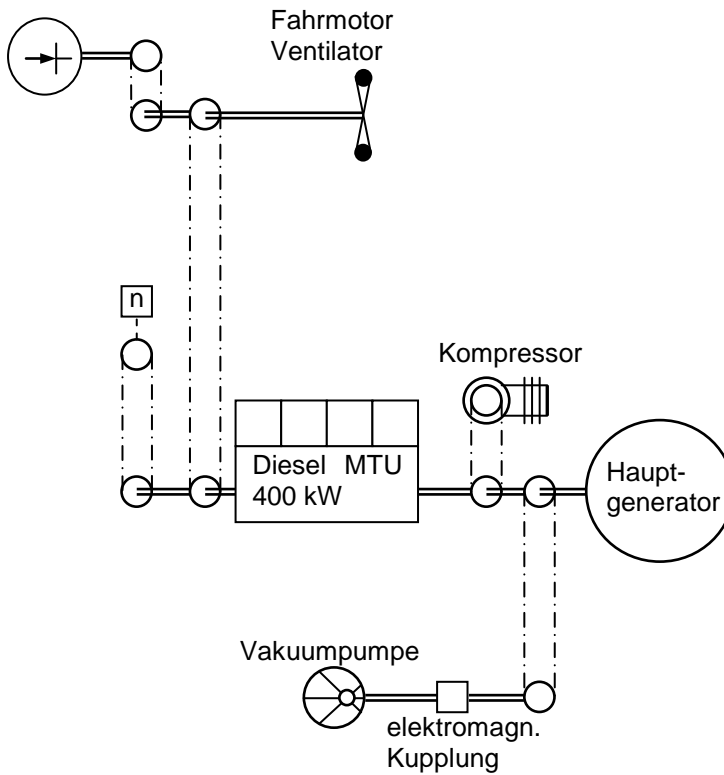 Fahrmotor
Ventilator
n
Kompressor
Diesel MTU
400 kW
Haupt-
generator
Vakuumpumpe
elektromagn.
Kupplung